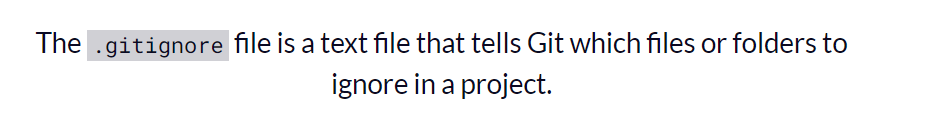 The .gitignore file is a text file that tells Git which files or folders to
ignore in a project.